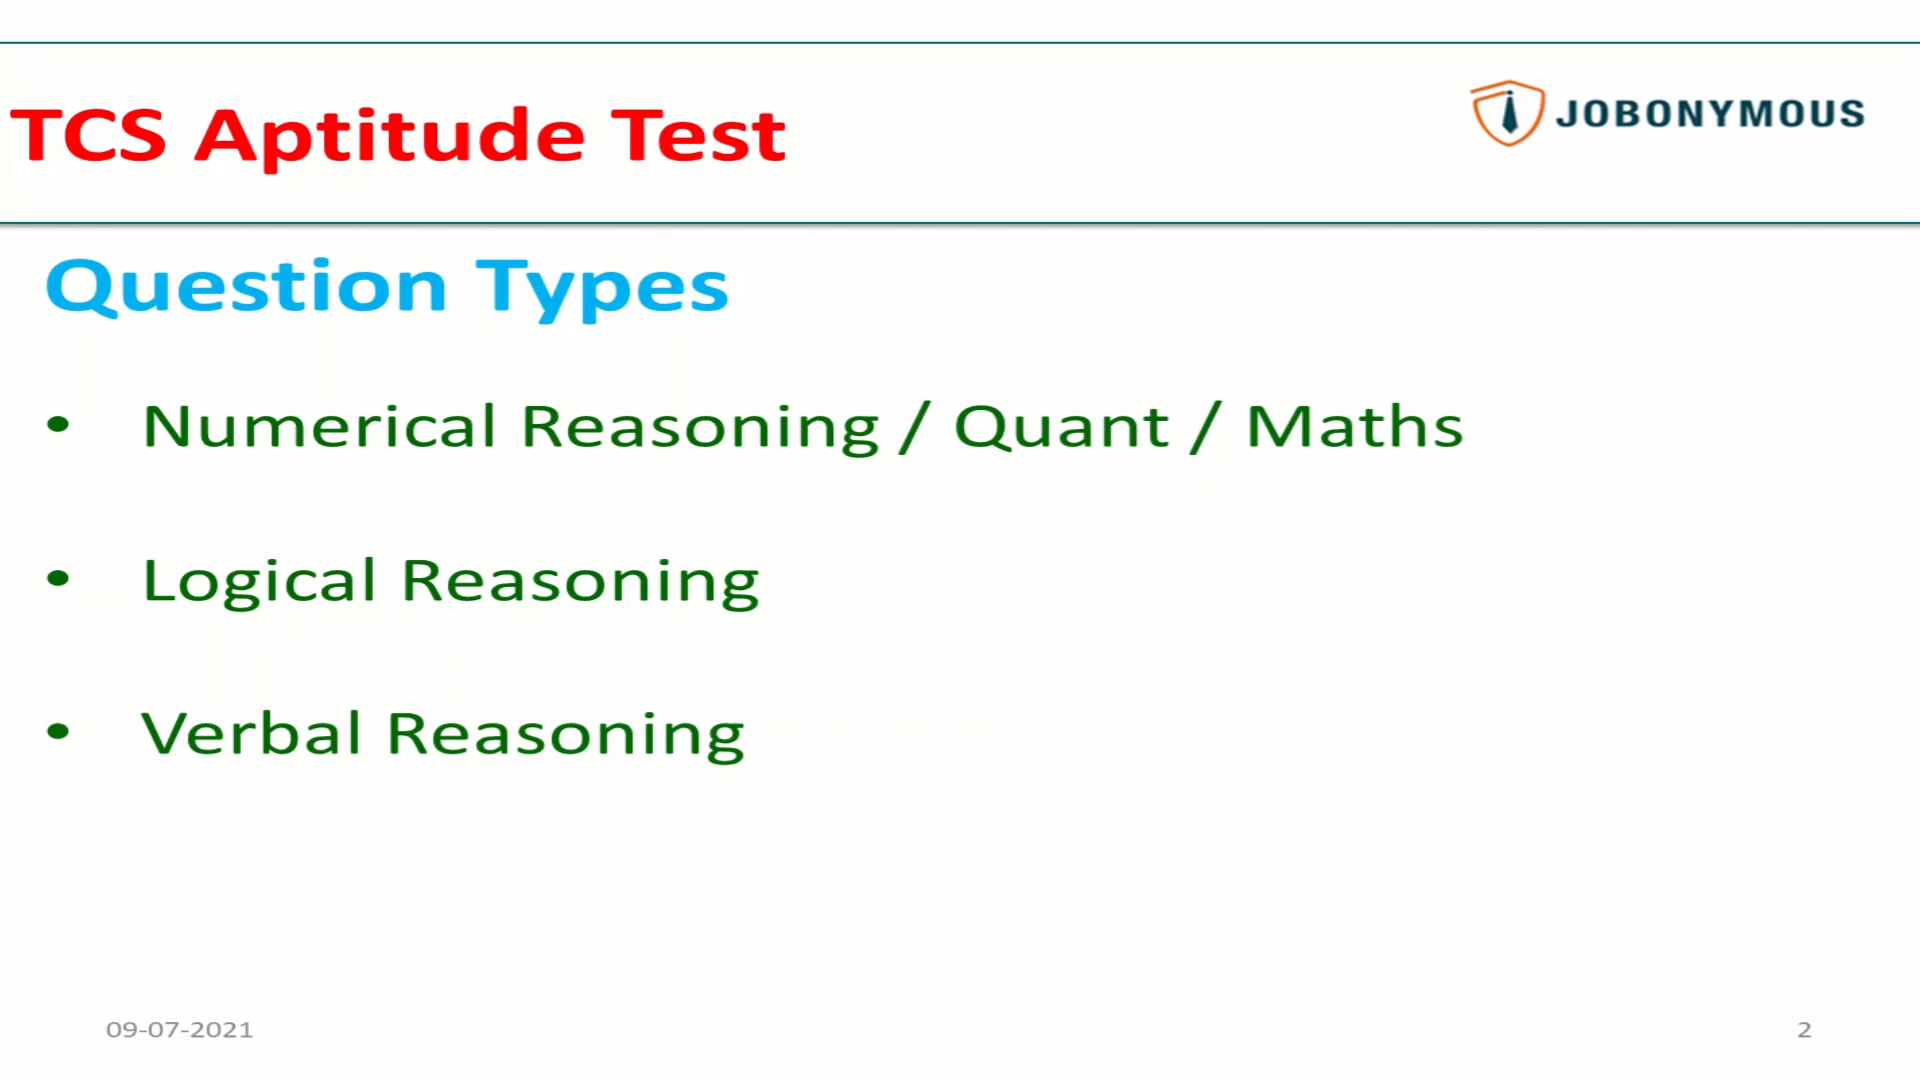 TCS Aptitude Test
JOBONYMOUS
Question Types
• Numerical Reasoning / Quant / Maths
• Logical Reasoning
• Verbal Reasoning
09-07-2021
2